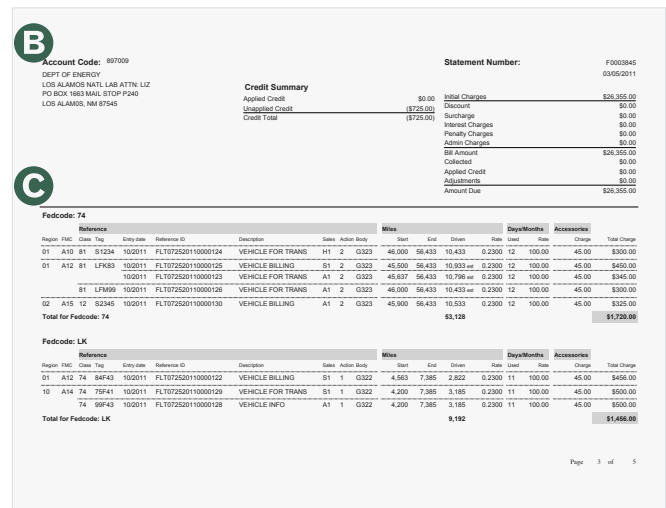 B
Account Code: 897009
DEPT OF ENERGY
LOS ALAMOS NATL LAB ATTN: LIZ
PO BOX 1663 MAIL STOP P240
LOS ALAMOS, NM 87545
Credit Summary
Applied Credit $0.00
Unapplied Credit ($725.00)
Credit Total ($725.00)
Statement Number: F0003845
03/05/2011
Initial Charges $26,355.00
Discount $0.00
Surcharge $0.00
Interest Charges $0.00
Penalty Charges $0.00
Admin Charges $0.00
Bill Amount $26,355.00
Collected $0.00
Applied Credit $0.00
Adjustments $0.00
Amount Due $26,355.00
C
Fedcode: 74
Reference Miles Days/Months Accessories
Region FMC Class Tag Entry date Reference ID Description Sales Action Body Start End Driven Rate Used Rate Charge Total Charge
01 A10 81 S1234 10/2011 FLT072520110000124 VEHICLE FOR TRANS H1 2 G323 46,000 56,433 10,433 0.2300 12 100.00 45.00 $300.00
01 A12 81 LFK83 10/2011 FLT072520110000125 VEHICLE BILLING S1 2 G323 45,500 56,433 10,933 est 0.2300 12 100.00 45.00 $450.00
10/2011 FLT072520110000123 VEHICLE FOR TRANS A1 2 G323 45,637 56,433 10,796 est 0.2300 12 100.00 45.00 $345.00
81 LFM99 10/2011 FLT072520110000126 VEHICLE FOR TRANS A1 2 G323 46,000 56,433 10,433 est 0.2300 12 100.00 45.00 $300.00
02 A15 12 S2345 10/2011 FLT072520110000130 VEHICLE BILLING A1 2 G323 45,900 56,433 10,533 0.2300 12 100.00 45.00 $325.00
Total for Fedcode: 74 53,128 $1,720.00
Fedcode: LK
Reference Miles Days/Months Accessories
Region FMC Class Tag Entry date Reference ID Description Sales Action Body Start End Driven Rate Used Rate Charge Total Charge
01 A12 74 84F43 10/2011 FLT072520110000122 VEHICLE BILLING S1 1 G322 4,563 7,385 2,822 0.2300 11 100.00 45.00 $456.00
10 A14 74 75F41 10/2011 FLT072520110000129 VEHICLE FOR TRANS S1 1 G322 4,200 7,385 3,185 0.2300 11 100.00 45.00 $500.00
74 99F43 10/2011 FLT072520110000128 VEHICLE INFO A1 1 G322 4,200 7,385 3,185 0.2300 11 100.00 45.00 $500.00
Total for Fedcode: LK 9,192 $1,456.00
Page 3 of 5